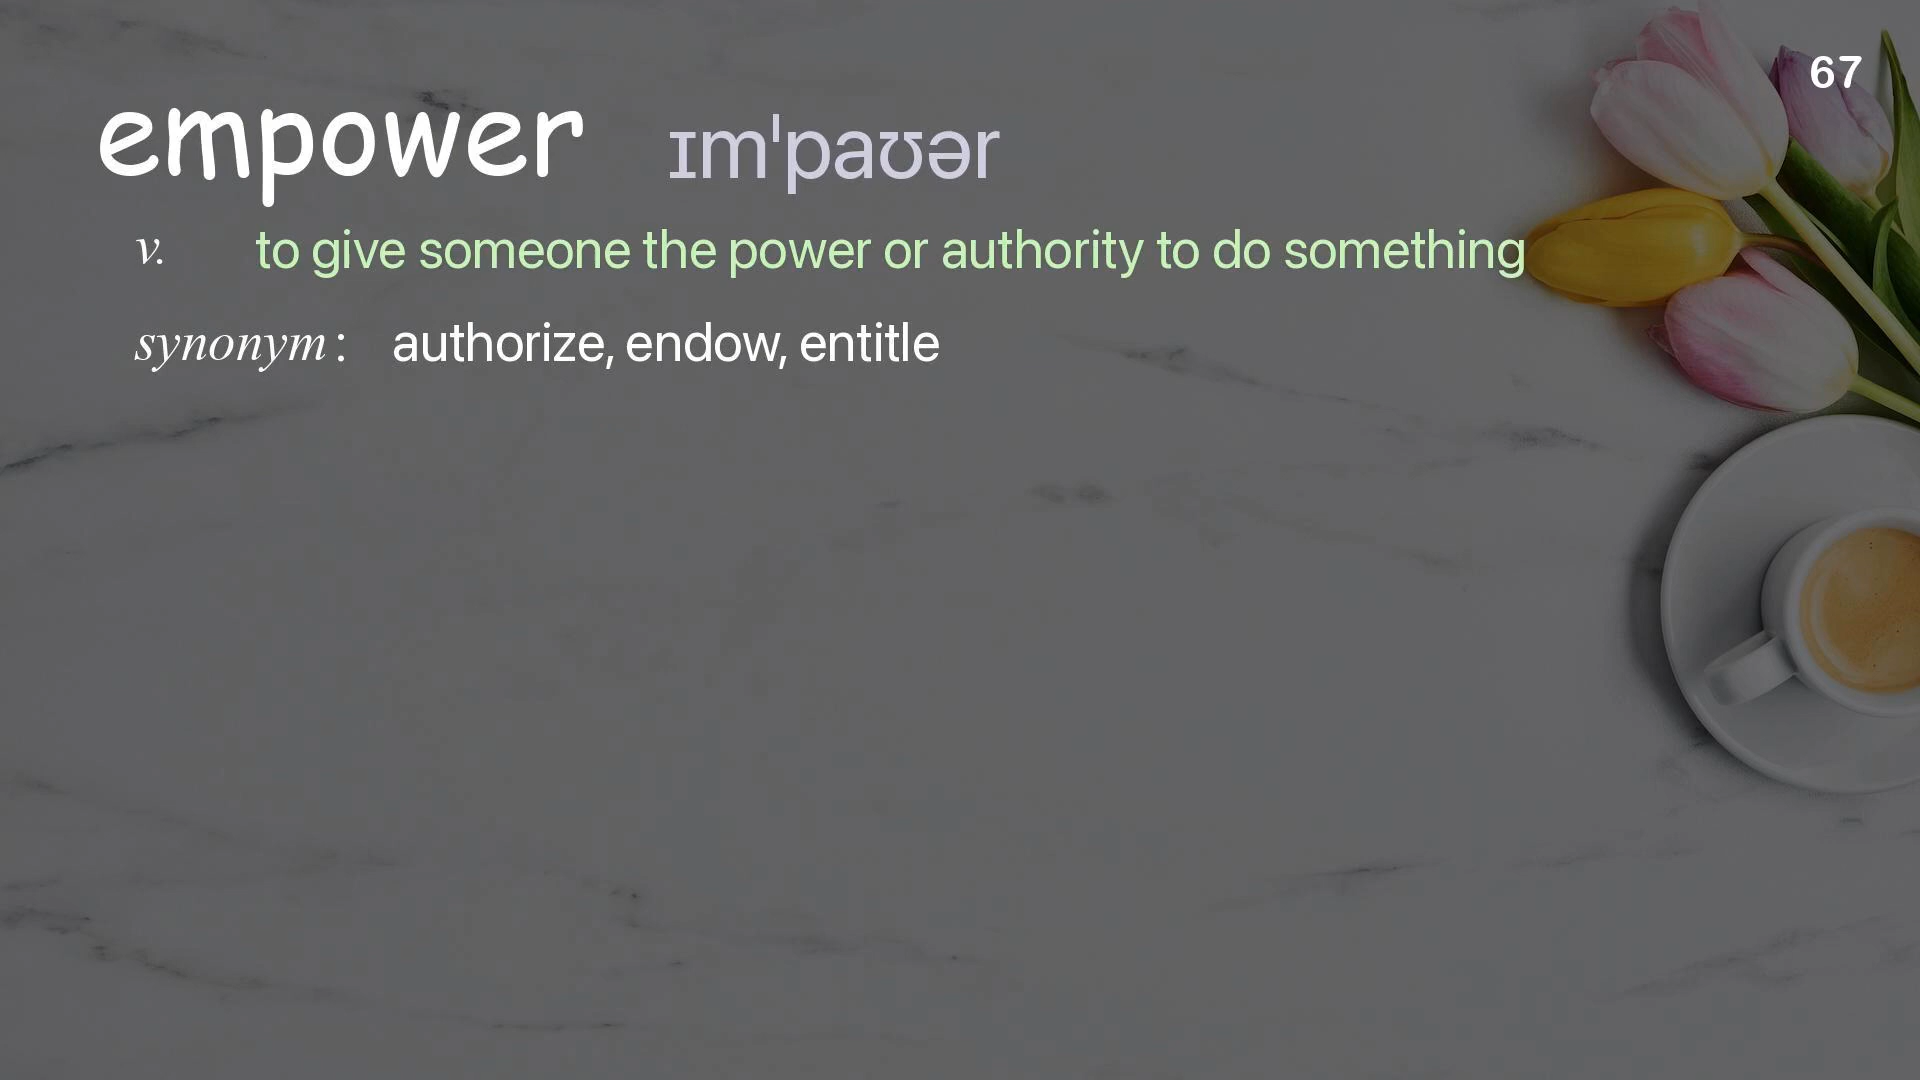 67
empower ɪmˈpaʊər
v. to give someone the power or authority to do something
synonym : authorize, endow, entitle